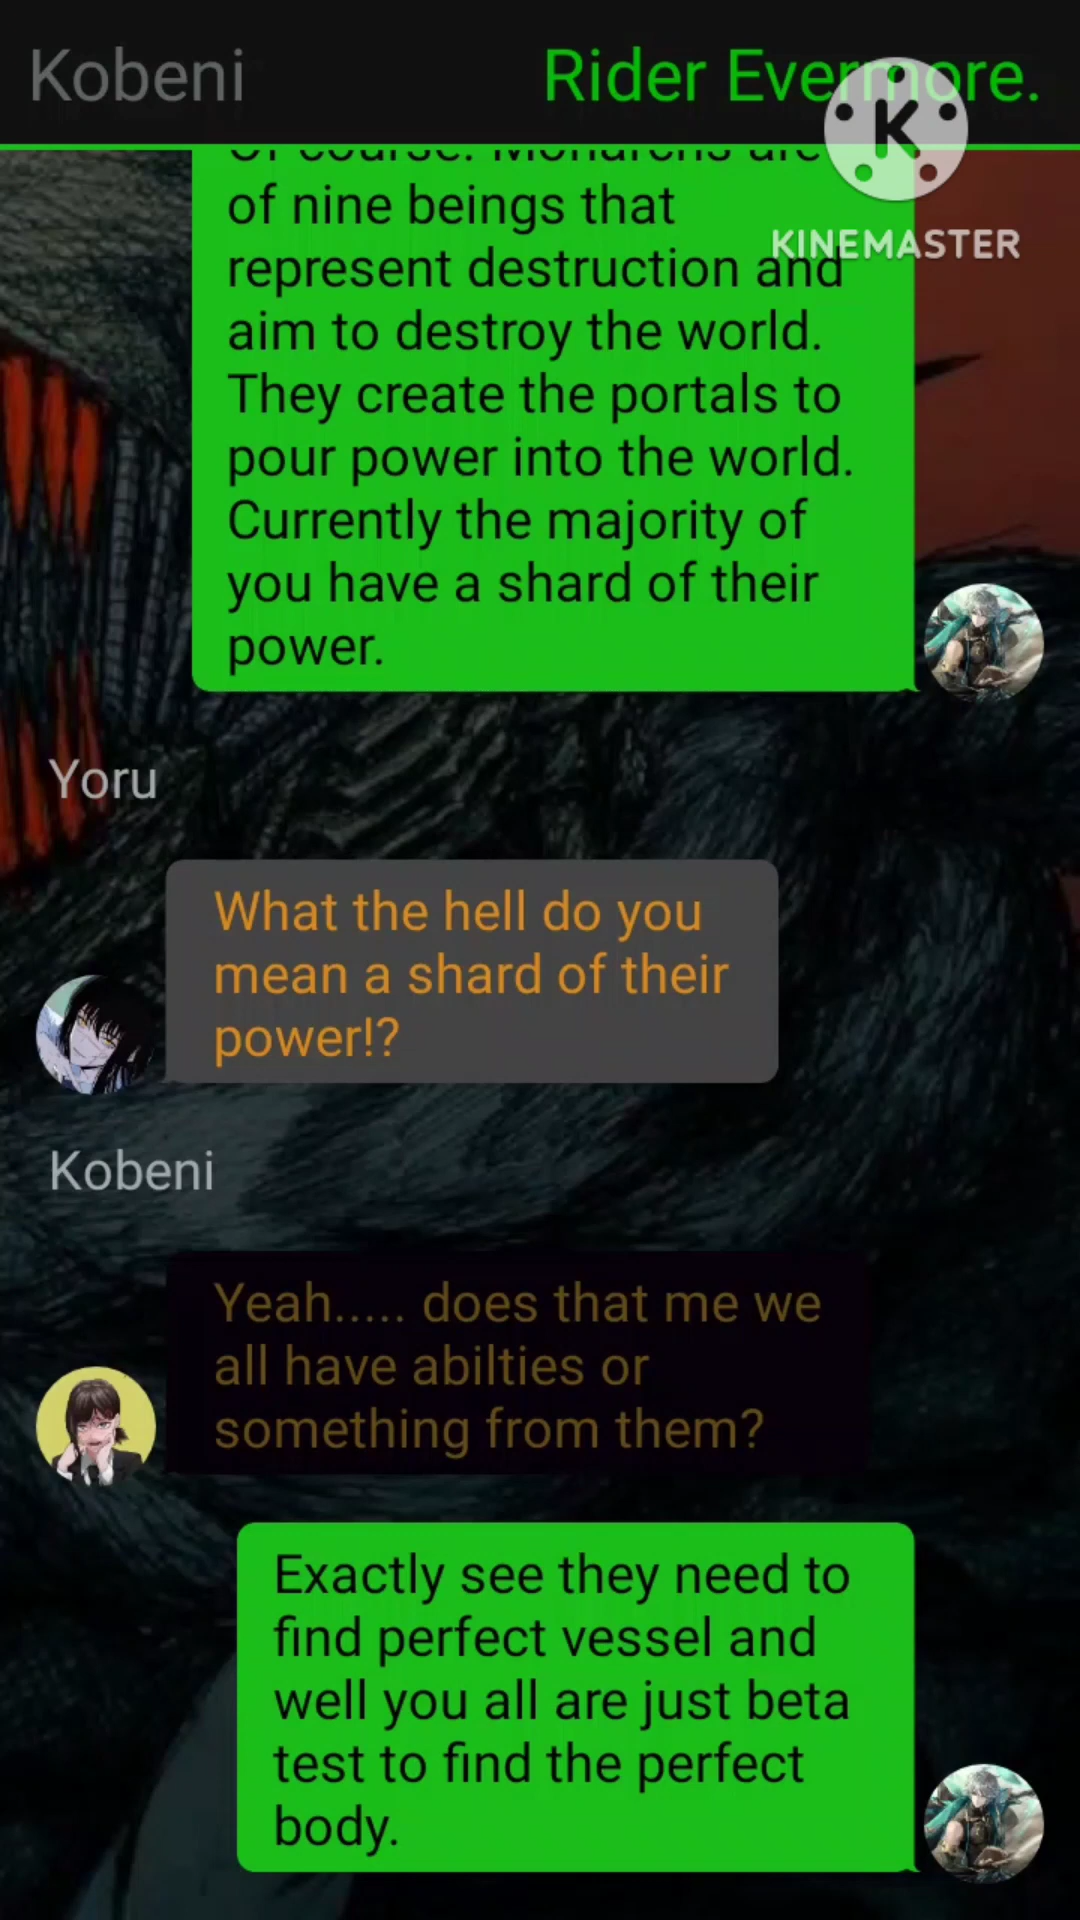 Kobeni
Rider Evermore.
K
KINEMASTER
Of course. Monarchs are
of nine beings that
represent destruction and
aim to destroy the world.
They create the portals to
pour power into the world.
Currently the majority of
you have a shard of their
power.
Yoru
What the hell do you
mean a shard of their
power!?
Kobeni
Yeah..... does that me we
all have abilties or
something from them?
Exactly see they need to
find perfect vessel and
well you all are just beta
test to find the perfect
body.